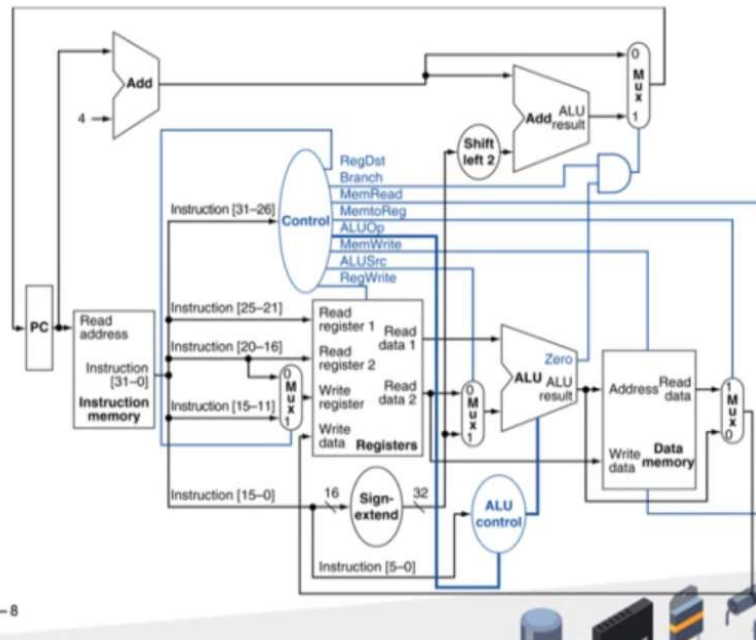 Add
4
Add ALU result
Shift left 2
0
Mux
1
RegDst
Branch
MemRead
MemtoReg
ALUOp
MemWrite
ALUSrc
RegWrite
Control
Instruction [31–26]
Instruction [25–21]
Instruction [20–16]
Instruction [15–11]
Instruction [15–0]
Instruction [5–0]
PC
Read address
Instruction [31–0]
Instruction memory
0
Mux
1
Read register 1
Read register 2
Write register
Write data
Read data 1
Read data 2
Registers
16
Sign-extend
32
0
Mux
1
Zero
ALU
ALU result
ALU control
Address
Read data
Write data
Data memory
1
Mux
0
–8